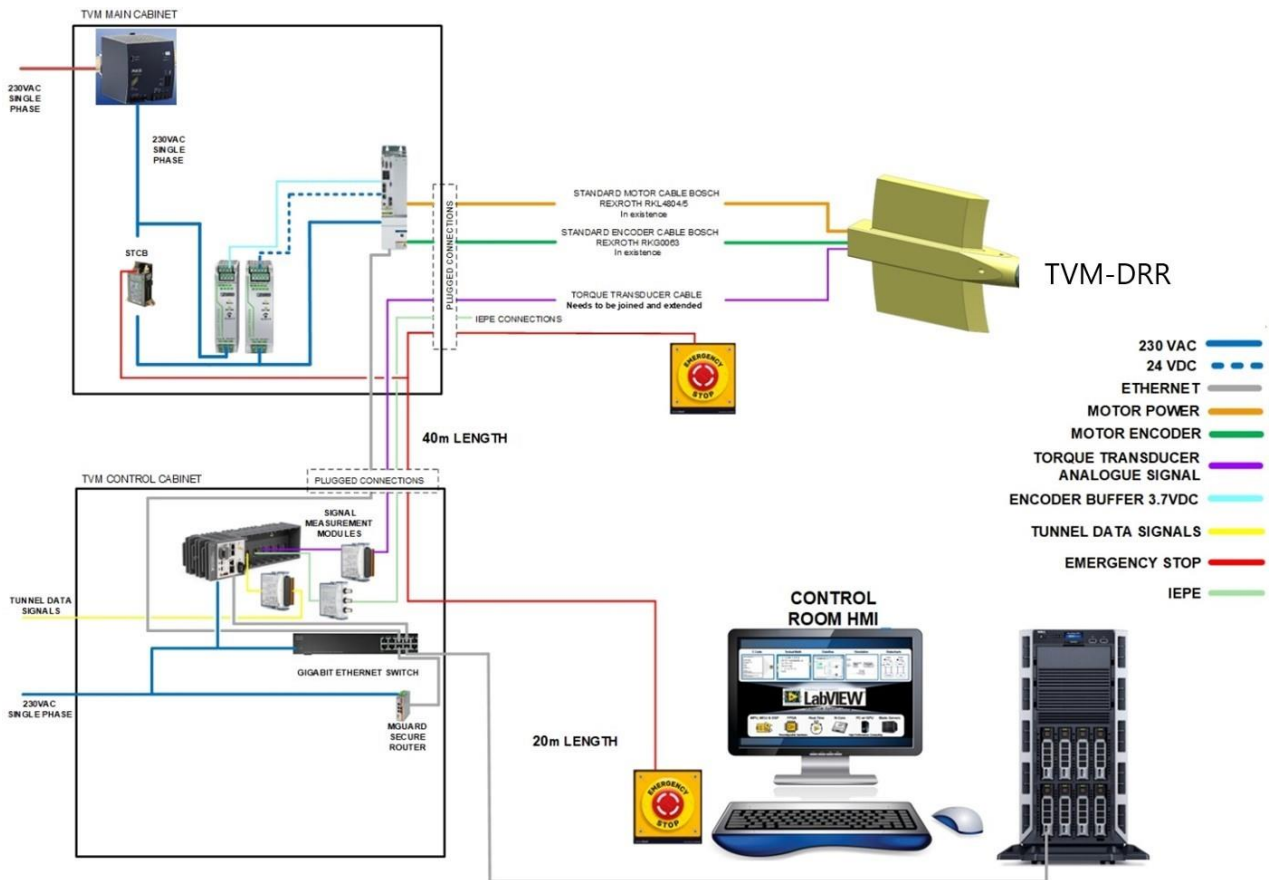 TVM MAIN CABINET
230VAC
SINGLE
PHASE
230VAC
SINGLE
PHASE
STCB
PLUGGED CONNECTIONS
STANDARD MOTOR CABLE BOSCH
REXROTH RKL4804/5
In existence
STANDARD ENCODER CABLE BOSCH
REXROTH RKG0063
In existence
TORQUE TRANSDUCER CABLE
Needs to be joined and extended
IEPE CONNECTIONS
EMERGENCY
STOP
TVM-DRR
230 VAC
24 VDC
ETHERNET
MOTOR POWER
MOTOR ENCODER
TORQUE TRANSDUCER
ANALOGUE SIGNAL
ENCODER BUFFER 3.7VDC
TUNNEL DATA SIGNALS
EMERGENCY STOP
IEPE
40m LENGTH
TVM CONTROL CABINET
PLUGGED CONNECTIONS
SIGNAL
MEASUREMENT
MODULES
TUNNEL DATA
SIGNALS
GIGABIT ETHERNET SWITCH
230VAC
SINGLE PHASE
MGUARD
SECURE
ROUTER
20m LENGTH
EMERGENCY
STOP
CONTROL
ROOM HMI
LabVIEW